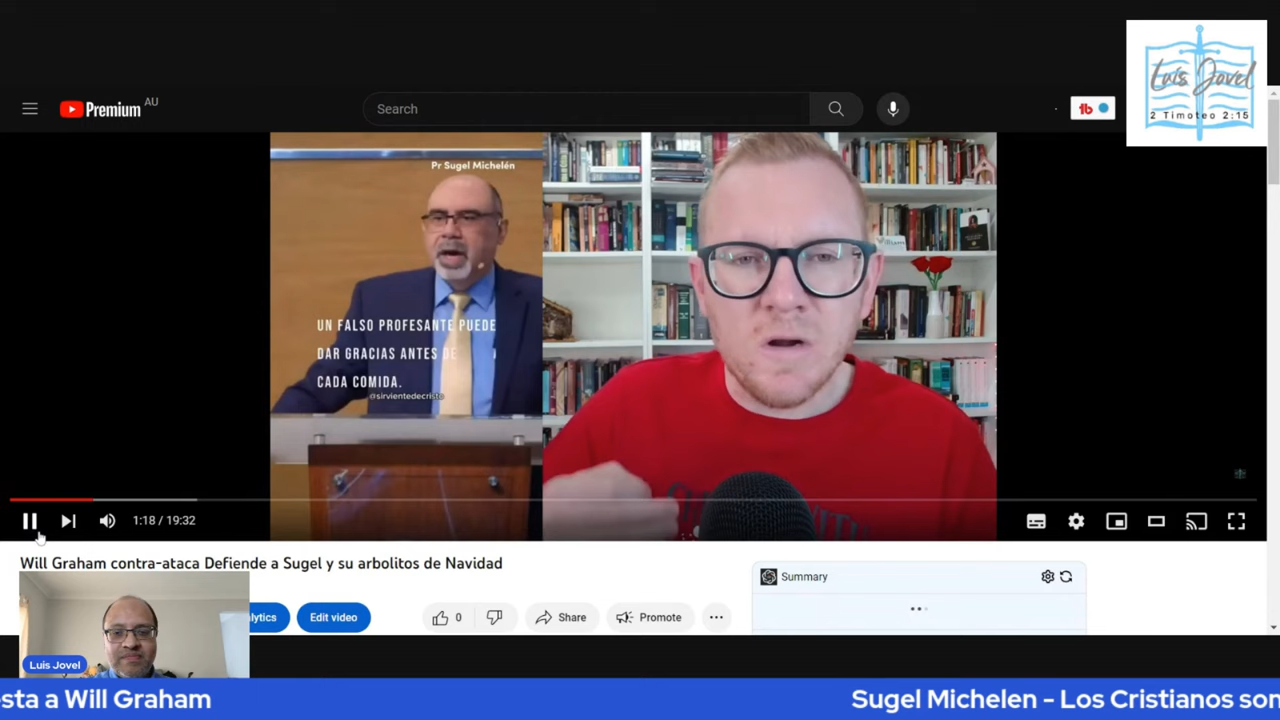 Luis Jovel
2 Timoteo 2:15
Premium AU
Search
Pr Sugel Michelén
UN FALSO PROFESANTE PUEDE
DAR GRACIAS ANTES DE
CADA COMIDA.
@sirvientedecristo
William
1:18 / 19:32
Will Graham contra-ataca Defiende a Sugel y su arbolitos de Navidad
Summary
lytics
Edit video
0
Share
Promote
Luis Jovel
esta a Will Graham
Sugel Michelen - Los Cristianos son